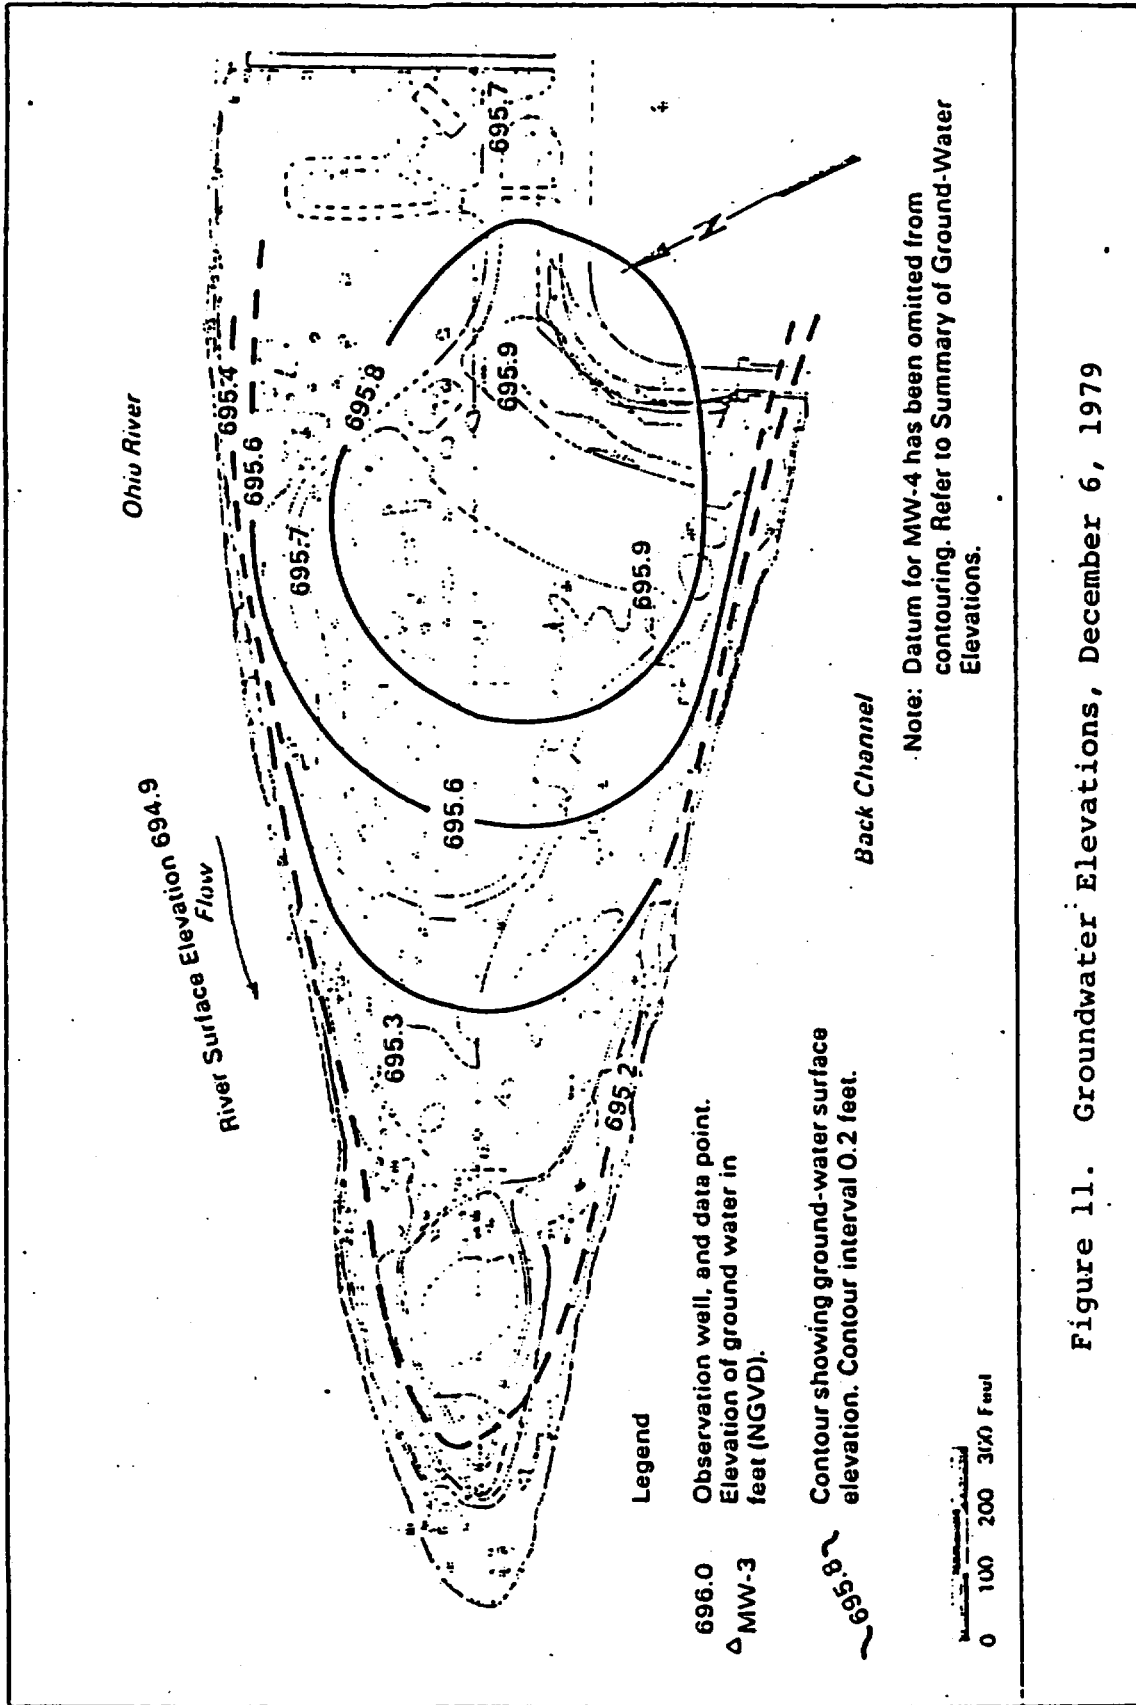 Ohio River
River Surface Elevation 694.9
Flow
695.4
695.6
695.7
695.8
695.7
695.9
695.9
695.6
695.3
695.2
N
Back Channel
Note: Datum for MW-4 has been omitted from
contouring. Refer to Summary of Ground-Water
Elevations.
Legend
696.0
Δ MW-3
Observation well, and data point.
Elevation of ground water in
feet (NGVD).
695.8
Contour showing ground-water surface
elevation. Contour interval 0.2 feet.
0 100 200 300 Feet
Figure 11. Groundwater Elevations, December 6, 1979